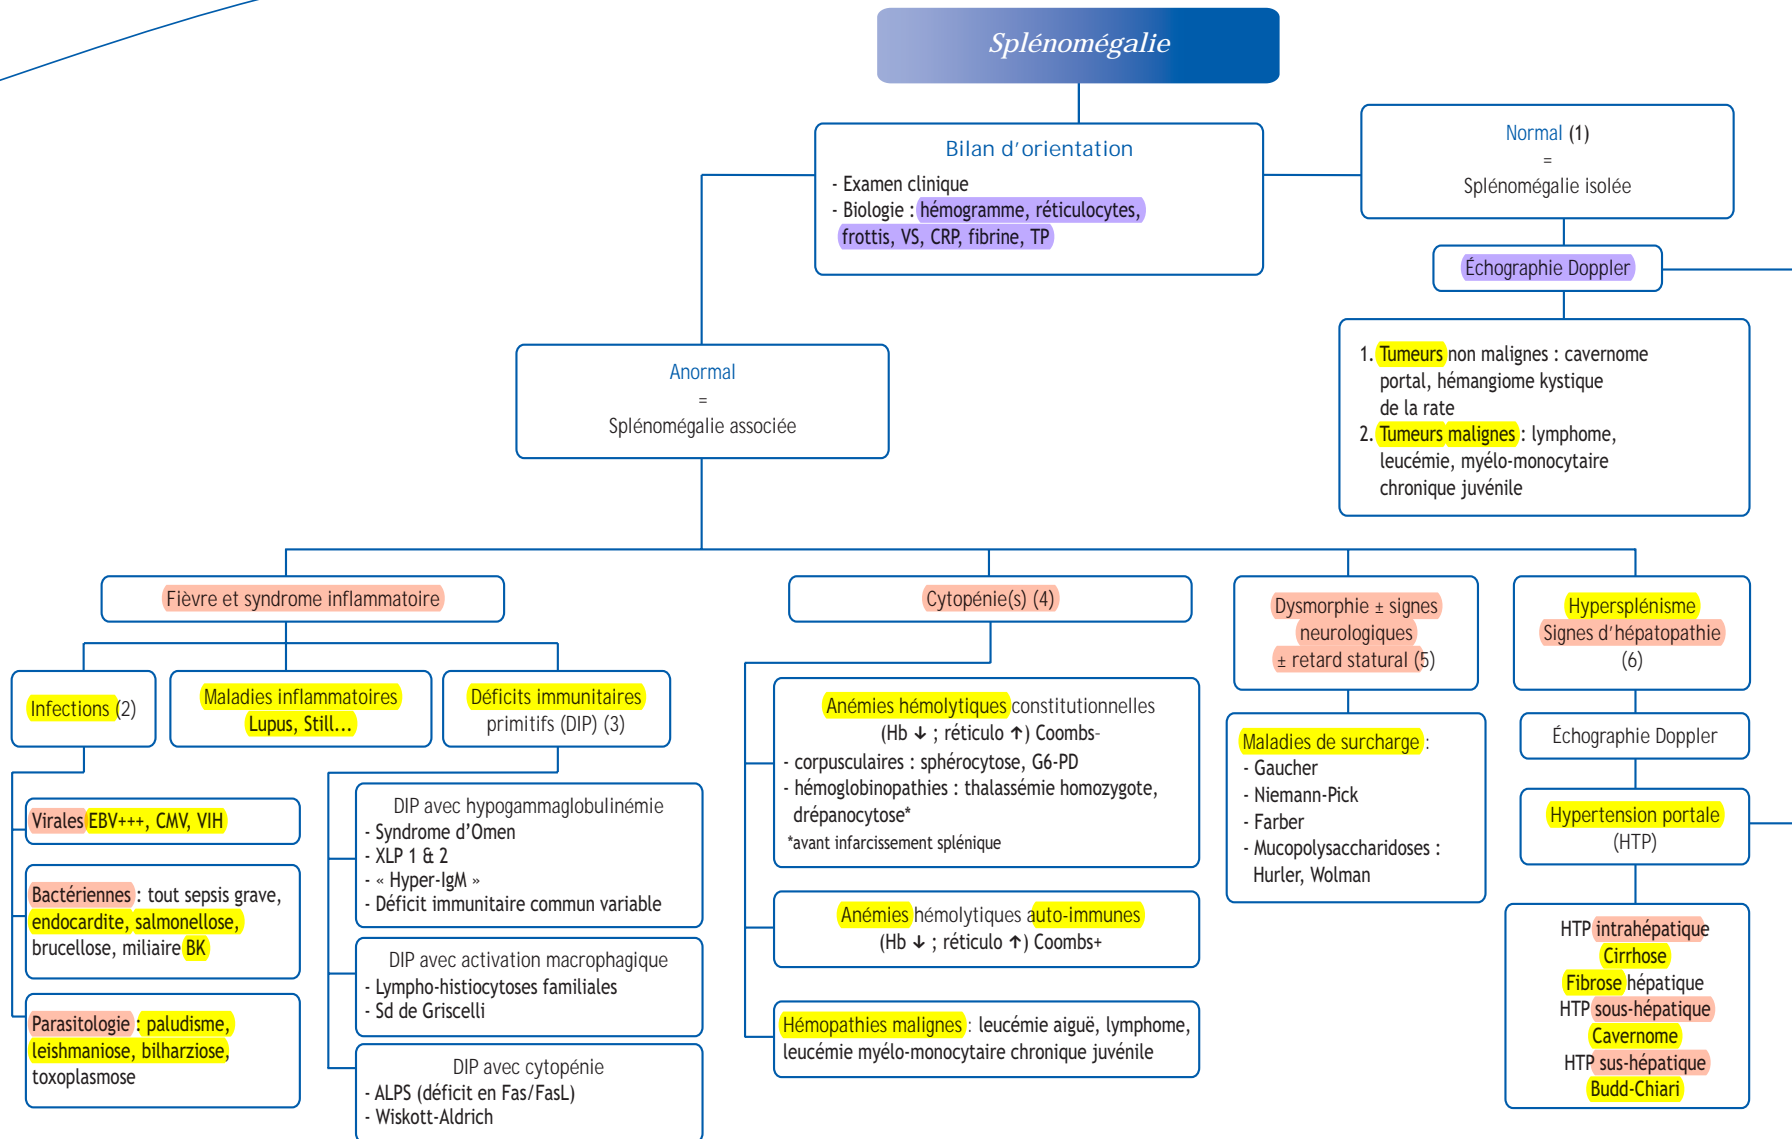 Splénomégalie
Bilan d'orientation
- Examen clinique
- Biologie : hémogramme, réticulocytes,
frottis, VS, CRP, fibrine, TP
Normal (1)
=
Splénomégalie isolée
Échographie Doppler
1. Tumeurs non malignes : cavernome
portal, hémangiome kystique
de la rate
2. Tumeurs malignes : lymphome,
leucémie, myélo-monocytaire
chronique juvénile
Anormal
=
Splénomégalie associée
Fièvre et syndrome inflammatoire
Infections (2)
Maladies inflammatoires
Lupus, Still...
Déficits immunitaires
primitifs (DIP) (3)
Virales EBV+++, CMV, VIH
Bactériennes : tout sepsis grave,
endocardite, salmonellose,
brucellose, miliaire BK
Parasitologie : paludisme,
leishmaniose, bilharziose,
toxoplasmose
DIP avec hypogammaglobulinémie
- Syndrome d'Omen
- XLP 1 & 2
- « Hyper-IgM »
- Déficit immunitaire commun variable
DIP avec activation macrophagique
- Lympho-histiocytoses familiales
- Sd de Griscelli
DIP avec cytopénie
- ALPS (déficit en Fas/FasL)
- Wiskott-Aldrich
Cytopénie(s) (4)
Anémies hémolytiques constitutionnelles
(Hb ↓ ; réticulo ↑) Coombs-
- corpusculaires : sphérocytose, G6-PD
- hémoglobinopathies : thalassémie homozygote,
drépanocytose*
*avant infarcissement splénique
Anémies hémolytiques auto-immunes
(Hb ↓ ; réticulo ↑) Coombs+
Hémopathies malignes : leucémie aiguë, lymphome,
leucémie myélo-monocytaire chronique juvénile
Dysmorphie ± signes
neurologiques
± retard statural (5)
Maladies de surcharge :
- Gaucher
- Niemann-Pick
- Farber
- Mucopolysaccharidoses :
Hurler, Wolman
Hypersplénisme
Signes d'hépatopathie
(6)
Échographie Doppler
Hypertension portale
(HTP)
HTP intrahépatique
Cirrhose
Fibrose hépatique
HTP sous-hépatique
Cavernome
HTP sus-hépatique
Budd-Chiari